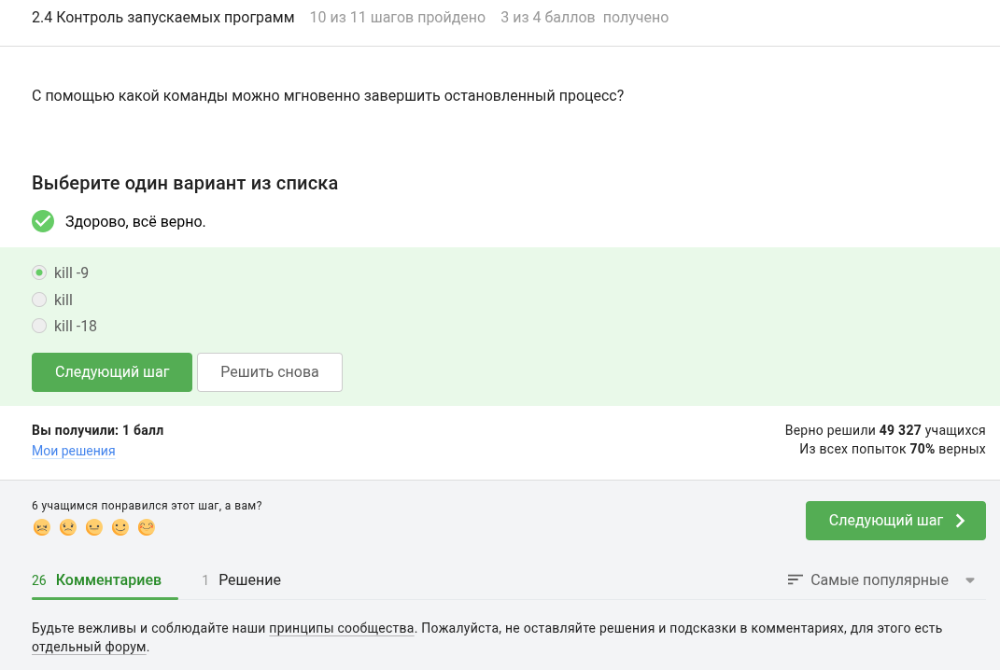 2.4 Контроль запускаемых программ 10 из 11 шагов пройдено 3 из 4 баллов получено
С помощью какой команды можно мгновенно завершить остановленный процесс?
Выберите один вариант из списка
Здорово, всё верно.
kill -9
kill
kill -18
Следующий шаг Решить снова
Вы получили: 1 балл
Мои решения
Верно решили 49 327 учащихся
Из всех попыток 70% верных
6 учащимся понравился этот шаг, а вам?
Следующий шаг
26 Комментариев 1 Решение Самые популярные
Будьте вежливы и соблюдайте наши принципы сообщества. Пожалуйста, не оставляйте решения и подсказки в комментариях, для этого есть
отдельный форум.